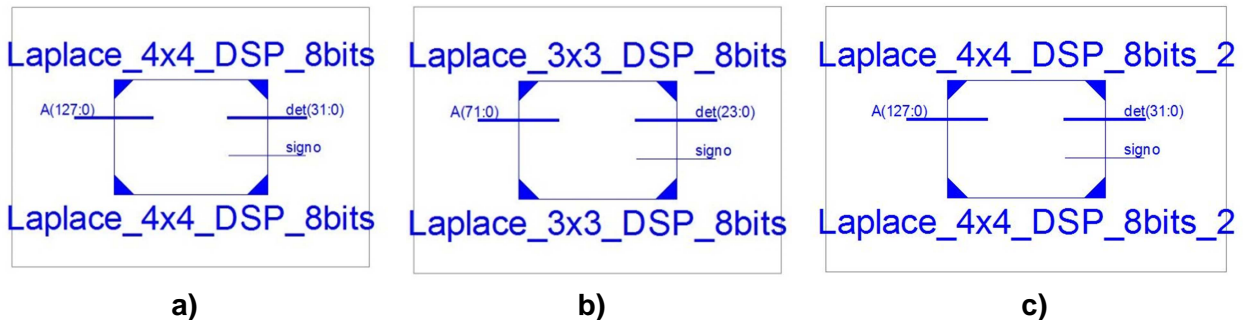 Laplace_4x4_DSP_8bits
A(127:0)
det(31:0)
signo
Laplace_4x4_DSP_8bits
a)
Laplace_3x3_DSP_8bits
A(71:0)
det(23:0)
signo
Laplace_3x3_DSP_8bits
b)
Laplace_4x4_DSP_8bits_2
A(127:0)
det(31:0)
signo
Laplace_4x4_DSP_8bits_2
c)